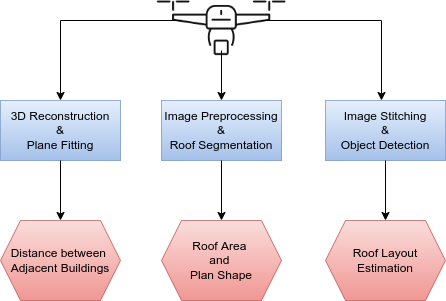 3D Reconstruction
&
Plane Fitting
Image Preprocessing
&
Roof Segmentation
Image Stitching
&
Object Detection
Distance between
Adjacent Buildings
Roof Area
and
Plan Shape
Roof Layout
Estimation